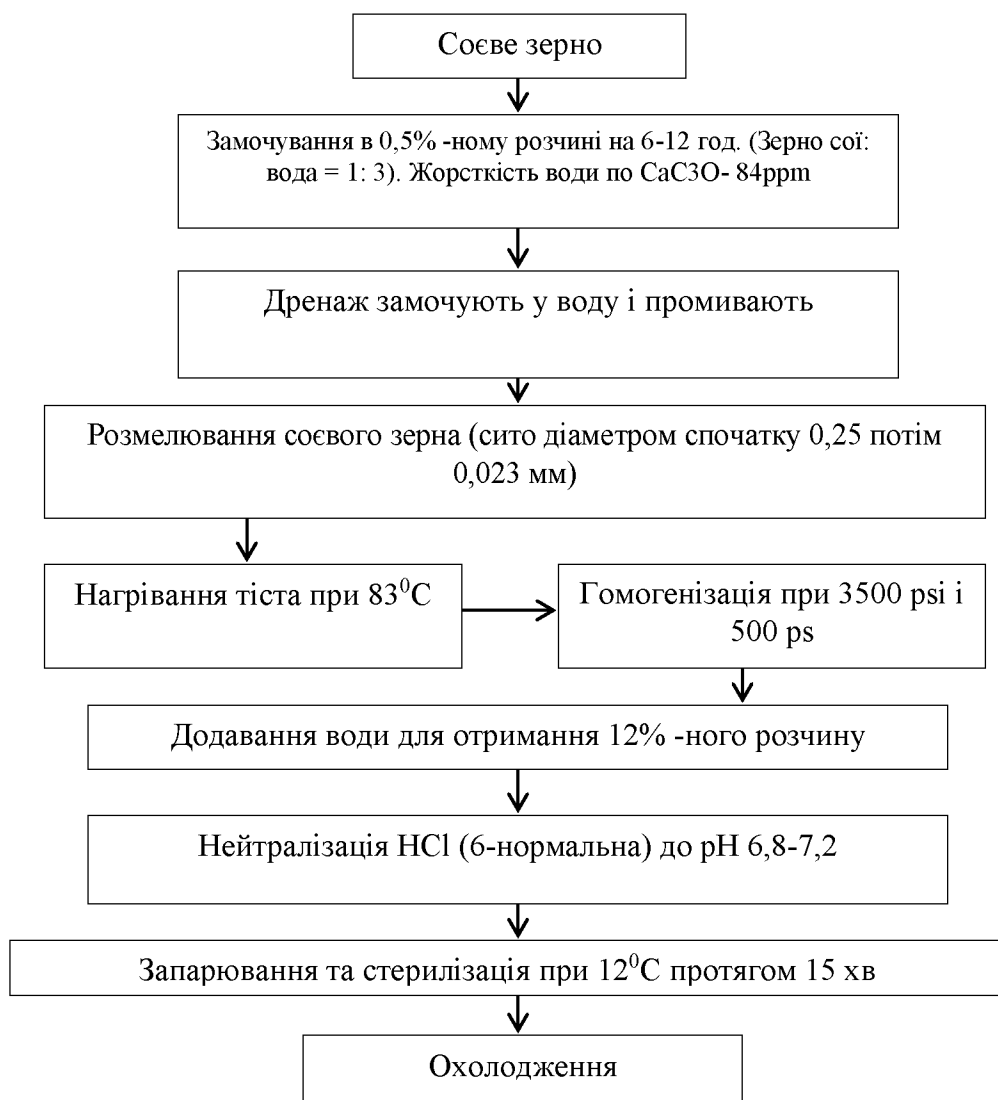 Соєве зерно
Замочування в 0,5% -ному розчині на 6-12 год. (Зерно сої:
вода = 1: 3). Жорсткість води по CaC3O- 84ppm
Дренаж замочують у воду і промивають
Розмелювання соєвого зерна (сито діаметром спочатку 0,25 потім
0,023 мм)
Нагрівання тіста при 83⁰С
Гомогенізація при 3500 psi і
500 ps
Додавання води для отримання 12% -ного розчину
Нейтралізація HCl (6-нормальна) до рН 6,8-7,2
Запарювання та стерилізація при 12⁰С протягом 15 хв
Охолодження